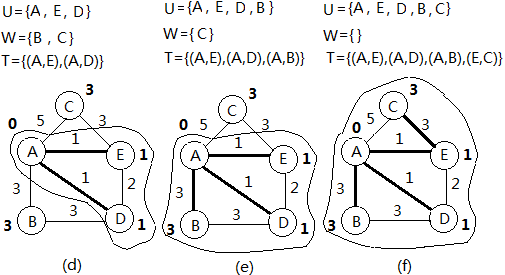 U={A, E, D}
W={B, C}
T={(A,E),(A,D)}
3
C
5
3
0
1
A
E
1
1
3
2
B
3
D
3
1
(d)
U={A, E, D, B}
W={C}
T={(A,E),(A,D),(A,B)}
3
C
5
3
0
1
A
E
1
1
3
2
B
3
D
3
1
(e)
U={A, E, D, B, C}
W={}
T={(A,E),(A,D),(A,B),(E,C)}
3
C
5
3
0
1
A
E
1
1
3
2
B
3
D
3
1
(f)